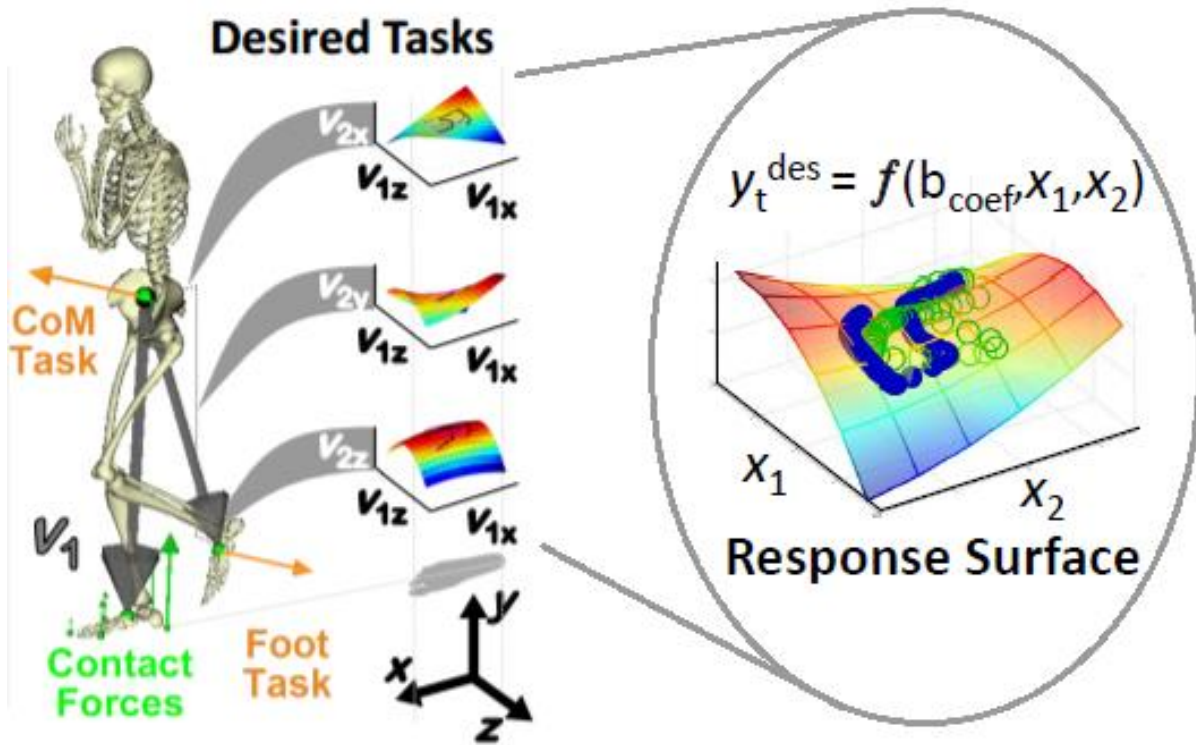 Desired Tasks
V2x
V1z
V1x
V2y
V1z
V1x
V2z
V1z
V1x
CoM
Task
V1
Contact
Forces
Foot
Task
y
x
z
yt^des = f(b_coef,x1,x2)
x1
x2
Response Surface